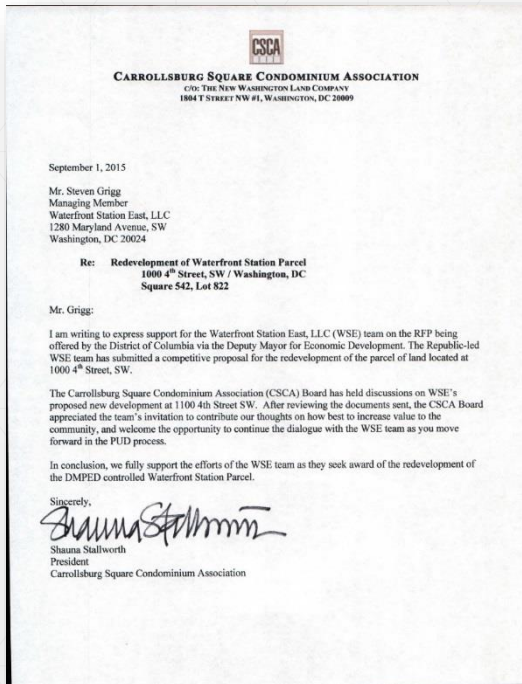 CSCA
CARROLLSBURG SQUARE CONDOMINIUM ASSOCIATION
C/O: THE NEW WASHINGTON LAND COMPANY
1804 T STREET NW #1, WASHINGTON, DC 20009
September 1, 2015
Mr. Steven Grigg
Managing Member
Waterfront Station East, LLC
1280 Maryland Avenue, SW
Washington, DC 20024
Re: Redevelopment of Waterfront Station Parcel
1000 4th Street, SW / Washington, DC
Square 542, Lot 822
Mr. Grigg:
I am writing to express support for the Waterfront Station East, LLC (WSE) team on the RFP being
offered by the District of Columbia via the Deputy Mayor for Economic Development. The Republic-led
WSE team has submitted a competitive proposal for the redevelopment of the parcel of land located at
1000 4th Street, SW.
The Carrollsburg Square Condominium Association (CSCA) Board has held discussions on WSE's
proposed new development at 1100 4th Street SW. After reviewing the documents sent, the CSCA Board
appreciated the team's invitation to contribute our thoughts on how best to increase value to the
community, and welcome the opportunity to continue the dialogue with the WSE team as you move
forward in the PUD process.
In conclusion, we fully support the efforts of the WSE team as they seek award of the redevelopment of
the DMPED controlled Waterfront Station Parcel.
Sincerely,
Shauna Stallworth
Shauna Stallworth
President
Carrollsburg Square Condominium Association